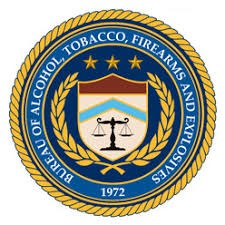 BUREAU OF ALCOHOL, TOBACCO, FIREARMS AND EXPLOSIVES
1972